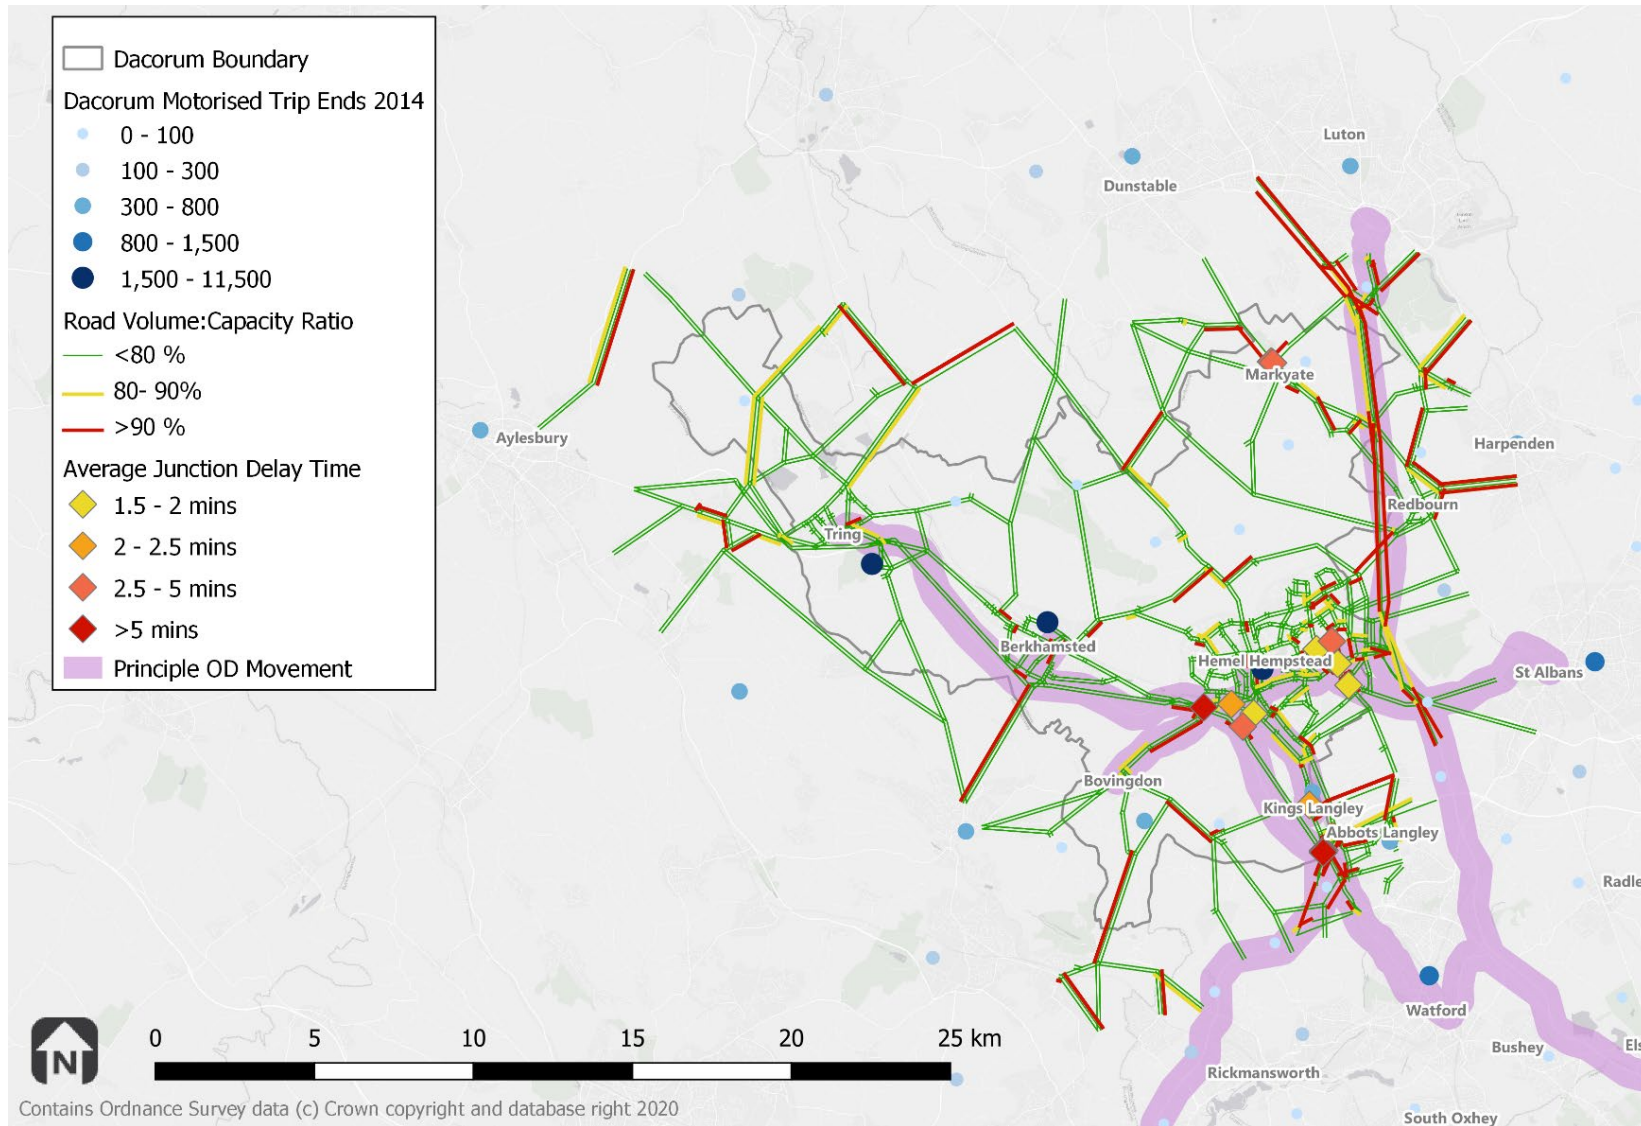 Dacorum Boundary
Dacorum Motorised Trip Ends 2014
0 - 100
100 - 300
300 - 800
800 - 1,500
1,500 - 11,500
Road Volume:Capacity Ratio
<80 %
80- 90%
>90 %
Average Junction Delay Time
1.5 - 2 mins
2 - 2.5 mins
2.5 - 5 mins
>5 mins
Principle OD Movement
Luton
Dunstable
Markyate
Aylesbury
Harpenden
Redbourn
Tring
Berkhamsted
Hemel Hempstead
St Albans
Bovingdon
Kings Langley
Abbots Langley
Radle
Watford
Bushey
Els
Rickmansworth
South Oxhey
N
0 5 10 15 20 25 km
Contains Ordnance Survey data (c) Crown copyright and database right 2020